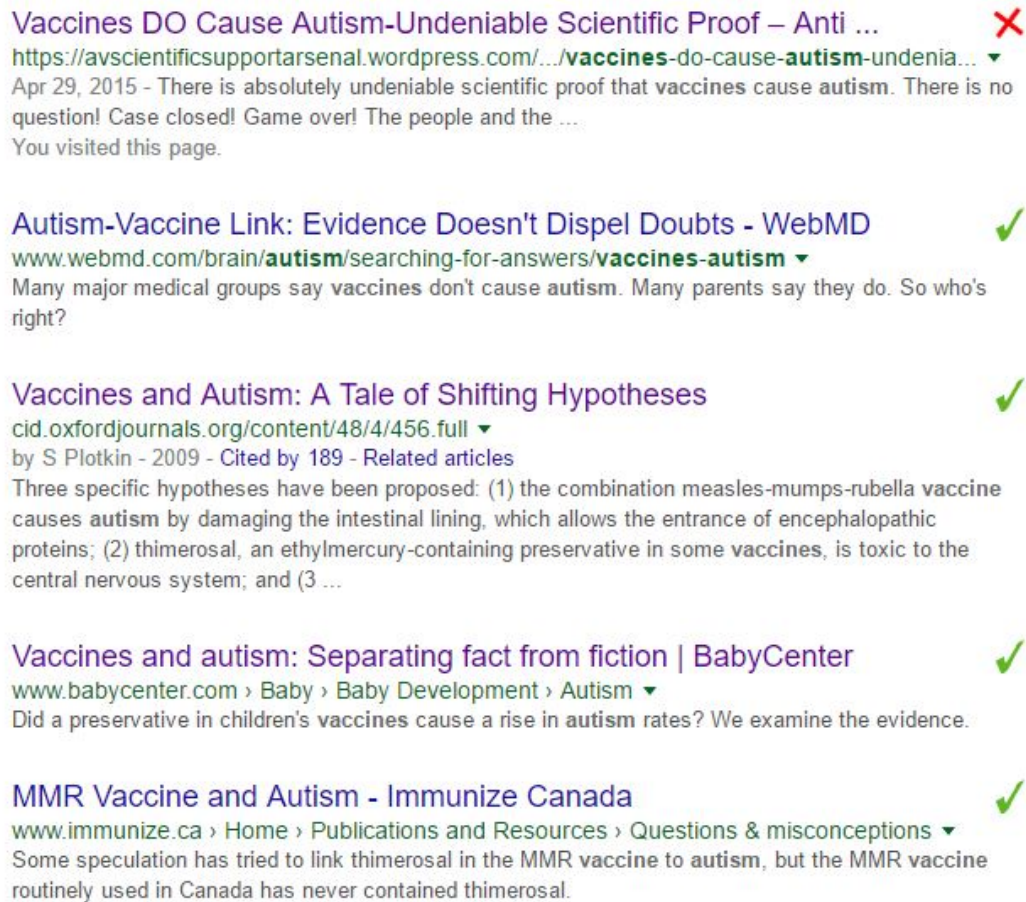 Vaccines DO Cause Autism-Undeniable Scientific Proof – Anti ...
https://avscientificsupportarsenal.wordpress.com/.../vaccines-do-cause-autism-undenia... ▼
Apr 29, 2015 - There is absolutely undeniable scientific proof that vaccines cause autism. There is no
question! Case closed! Game over! The people and the ...
You visited this page.
Autism-Vaccine Link: Evidence Doesn't Dispel Doubts - WebMD
www.webmd.com/brain/autism/searching-for-answers/vaccines-autism ▼
Many major medical groups say vaccines don't cause autism. Many parents say they do. So who's
right?
Vaccines and Autism: A Tale of Shifting Hypotheses
cid.oxfordjournals.org/content/48/4/456.full ▼
by S Plotkin - 2009 - Cited by 189 - Related articles
Three specific hypotheses have been proposed: (1) the combination measles-mumps-rubella vaccine
causes autism by damaging the intestinal lining, which allows the entrance of encephalopathic
proteins; (2) thimerosal, an ethylmercury-containing preservative in some vaccines, is toxic to the
central nervous system; and (3 ...
Vaccines and autism: Separating fact from fiction | BabyCenter
www.babycenter.com › Baby › Baby Development › Autism ▼
Did a preservative in children's vaccines cause a rise in autism rates? We examine the evidence.
MMR Vaccine and Autism - Immunize Canada
www.immunize.ca › Home › Publications and Resources › Questions & misconceptions ▼
Some speculation has tried to link thimerosal in the MMR vaccine to autism, but the MMR vaccine
routinely used in Canada has never contained thimerosal.